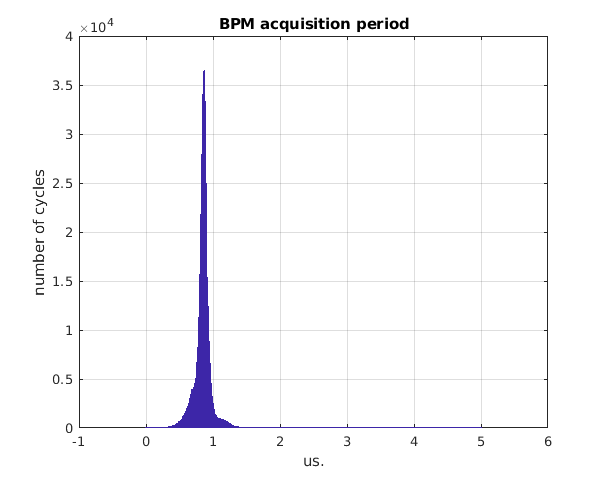 BPM acquisition period
×10⁴
4
3.5
3
2.5
2
1.5
1
0.5
0
number of cycles
-1 0 1 2 3 4 5 6
us.